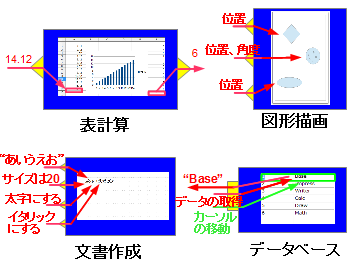 14.12
6
表計算
位置
位置、角度
位置
図形描画
“あいうえお”
サイズは20
太字にする
イタリック
にする
文書作成
“Base”
データの取得
カーソル
の移動
Base
Impress
Writer
Calc
Draw
6 Math
データベース